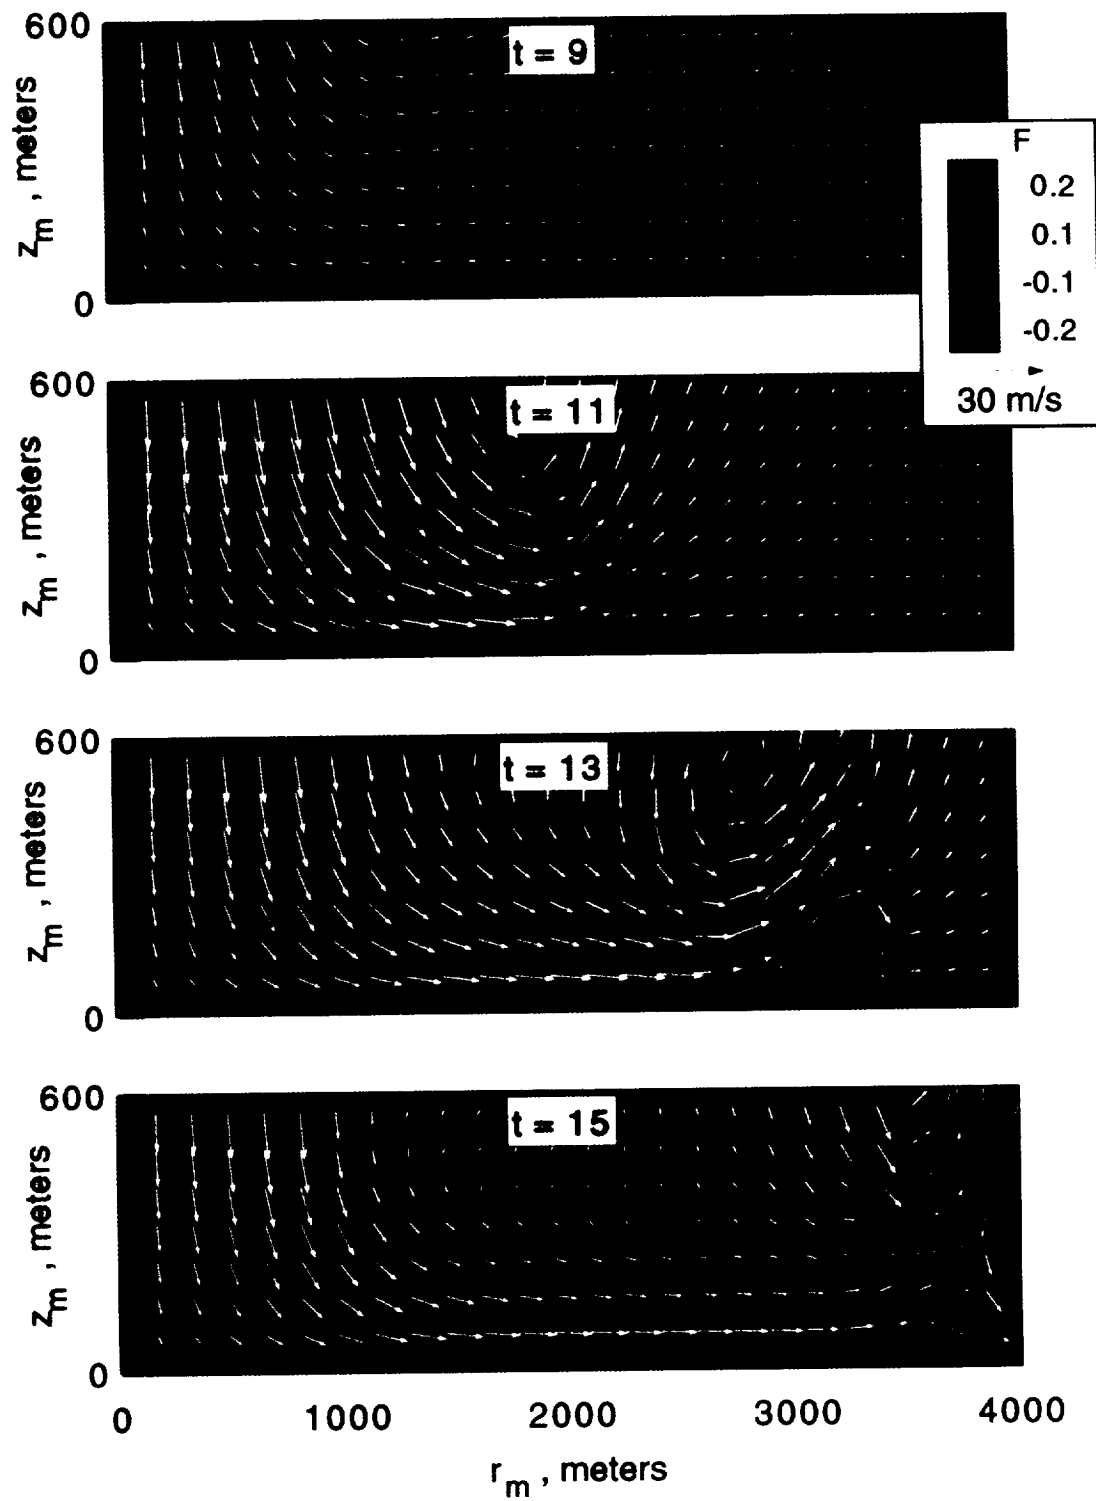 600
t = 9
z_m , meters
0
F
0.2
0.1
-0.1
-0.2
30 m/s
600
t = 11
z_m , meters
0
600
t = 13
z_m , meters
0
600
t = 15
z_m , meters
0
0 1000 2000 3000 4000
r_m , meters